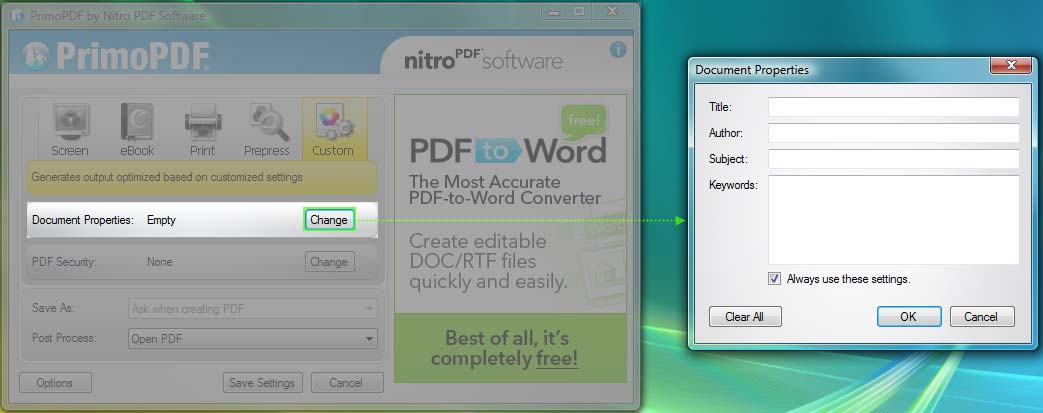 PrimoPDF by Nitro PDF Software
PrimoPDF
nitroPDF software
i
Screen eBook Print Prepress Custom
Generates output optimized based on customized settings
Document Properties: Empty Change
PDF Security: None Change
Save As: Ask when creating PDF
Post Process: Open PDF
Options Save Settings Cancel
free!
PDF to Word
The Most Accurate
PDF-to-Word Converter
Create editable
DOC/RTF files
quickly and easily.
Best of all, it's
completely free!
Document Properties
Title:
Author:
Subject:
Keywords:
Always use these settings.
Clear All OK Cancel